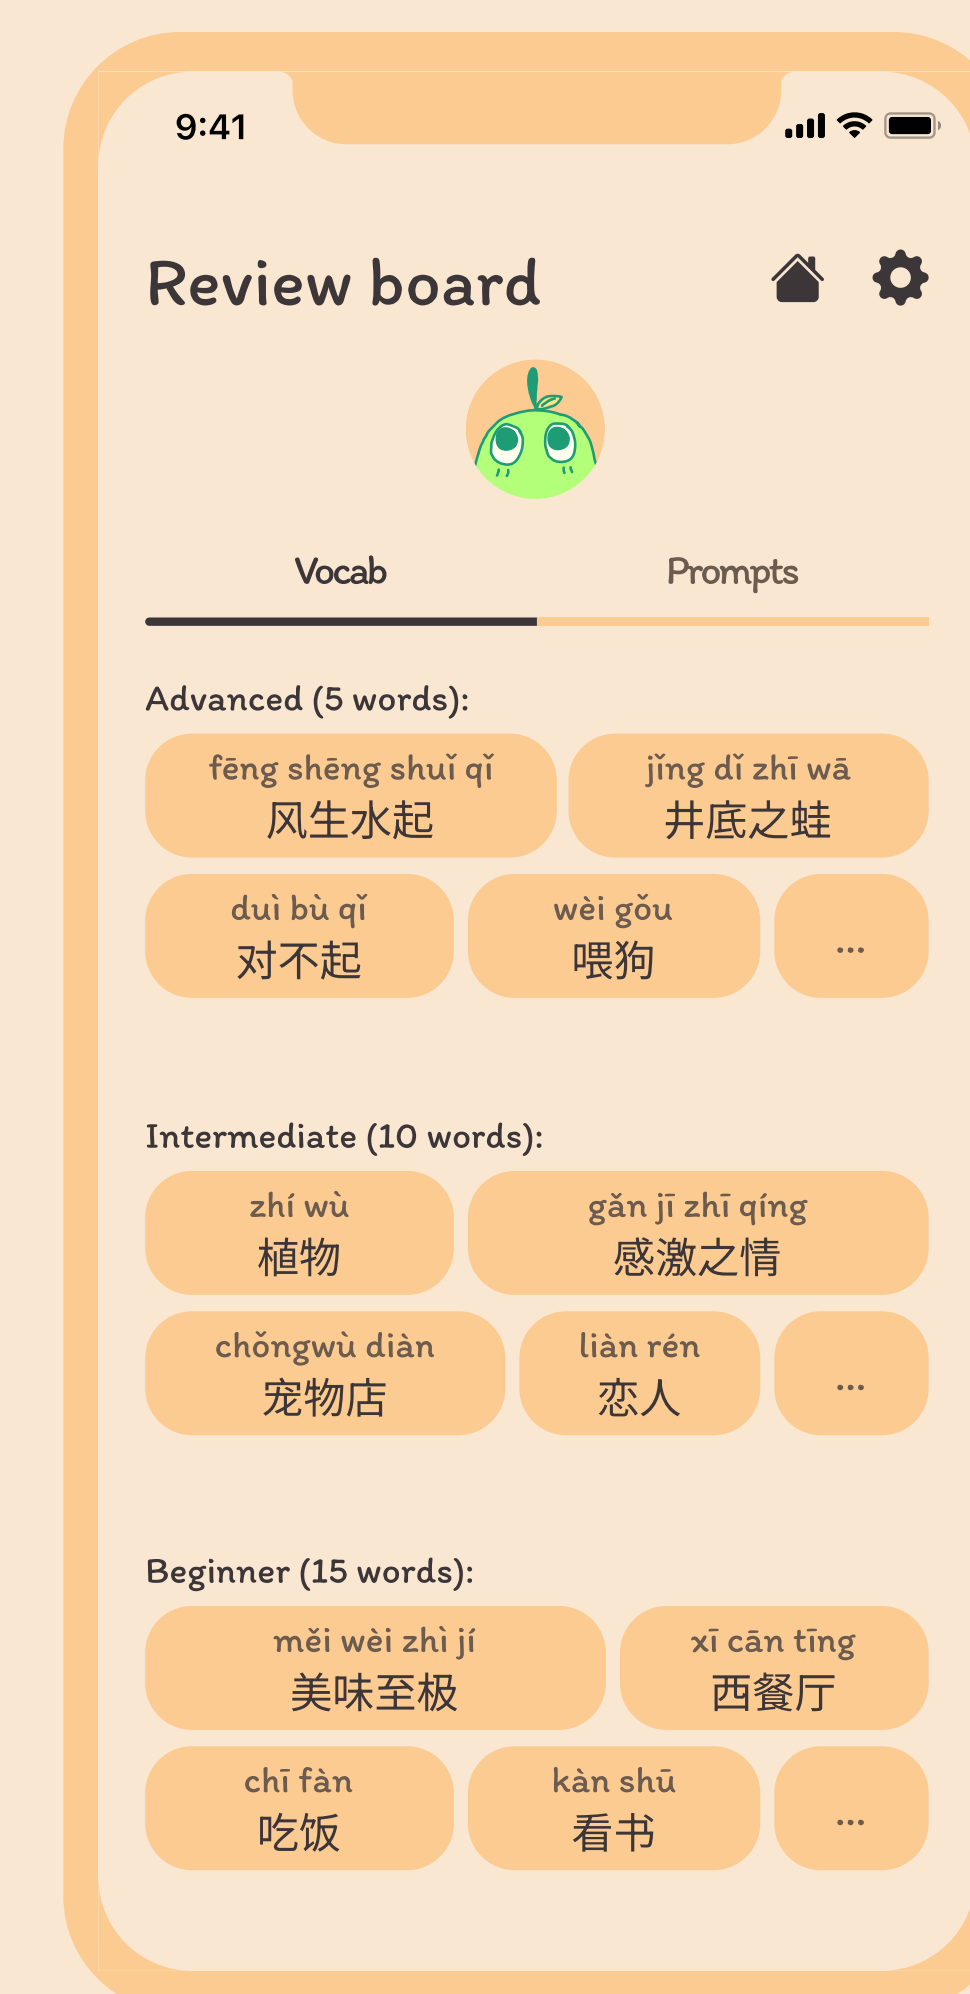 9:41
Review board
Vocab Prompts
Advanced (5 words):
fēng shēng shuǐ qǐ
风生水起
jǐng dǐ zhī wā
井底之蛙
duì bù qǐ
对不起
wèi gǒu
喂狗
...
Intermediate (10 words):
zhí wù
植物
gǎn jī zhī qíng
感激之情
chǒngwù diàn
宠物店
liàn rén
恋人
...
Beginner (15 words):
měi wèi zhì jí
美味至极
xī cān tīng
西餐厅
chī fàn
吃饭
kàn shū
看书
...